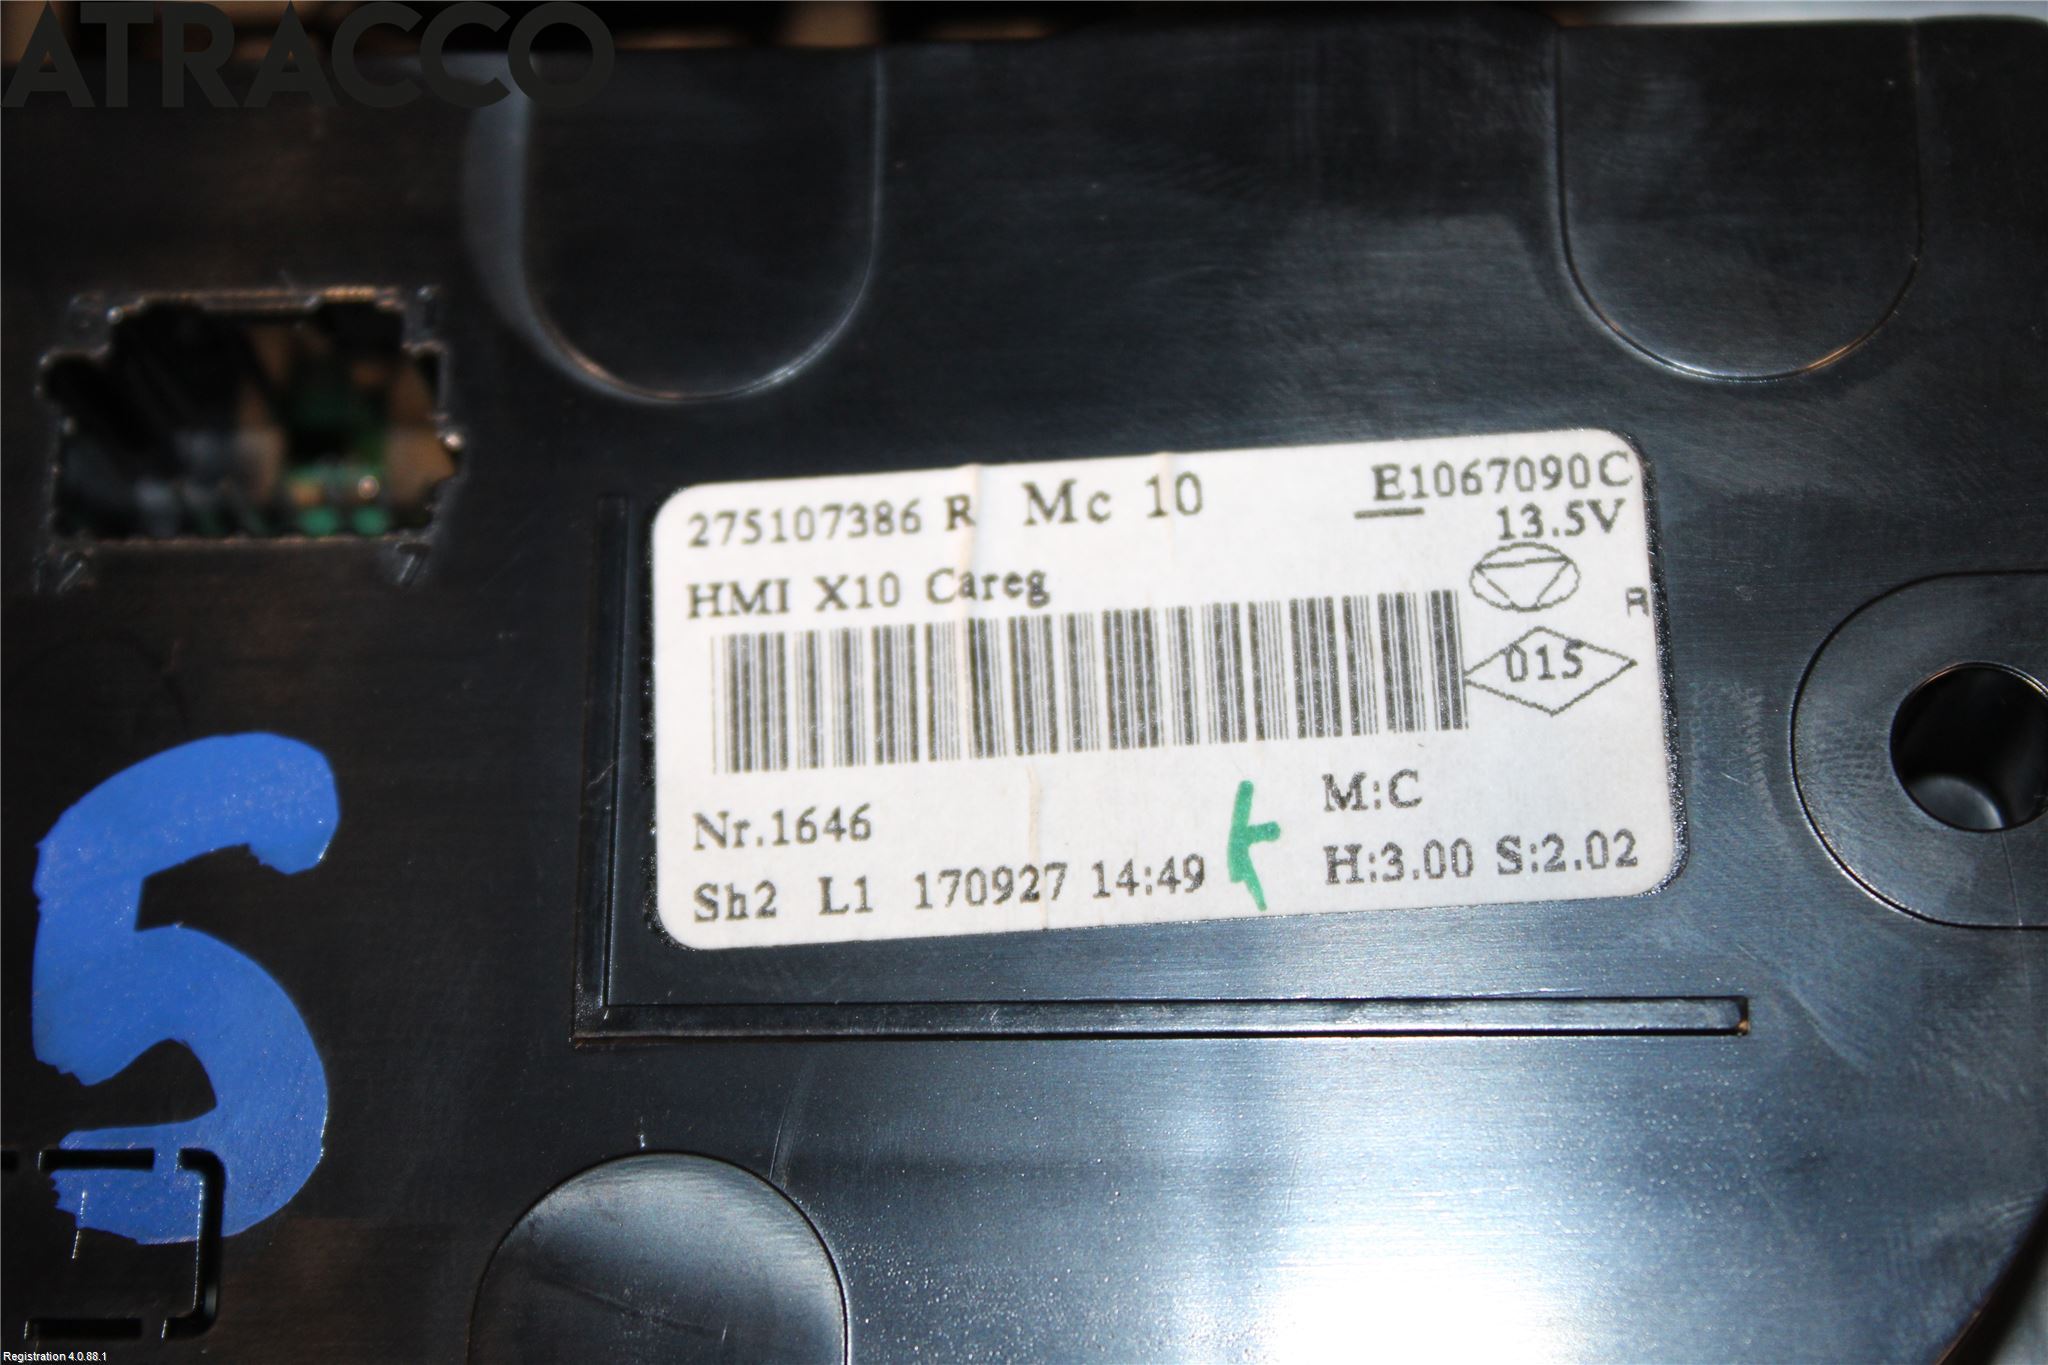 ATRACCO
275107386 R Mc 10 E1067090C
13.5V
HMI X10 Careg
R
015
Nr.1646
M:C
Sh2 L1 170927 14:49
H:3.00 S:2.02
5
Registration 4.0.88.1